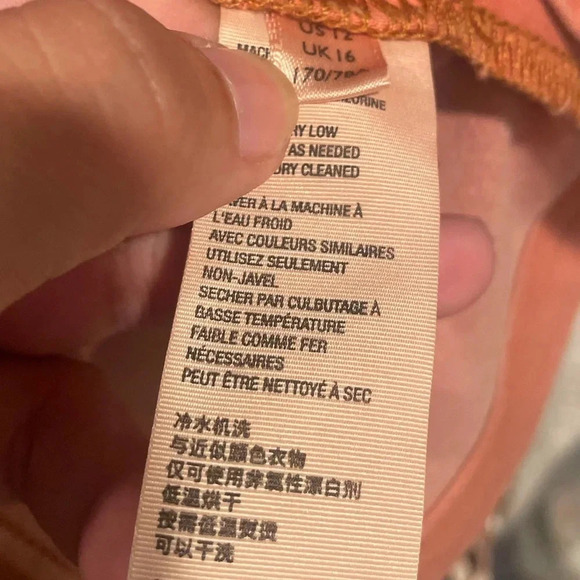 US 12
UK 16
170/78
LOW
AS NEEDED
DRY CLEANED
À LA MACHINE À
L'EAU FROID
AVEC COULEURS SIMILAIRES
UTILISEZ SEULEMENT
NON-JAVEL
SECHER PAR CULBUTAGE À
BASSE TEMPÉRATURE
FAIBLE COMME FER
NÉCESSAIRES
PEUT ÊTRE NETTOYÉ À SEC
冷水机洗
与近似颜色衣物
仅可使用非氯性漂白剂
低温烘干
按需低温熨烫
可以干洗